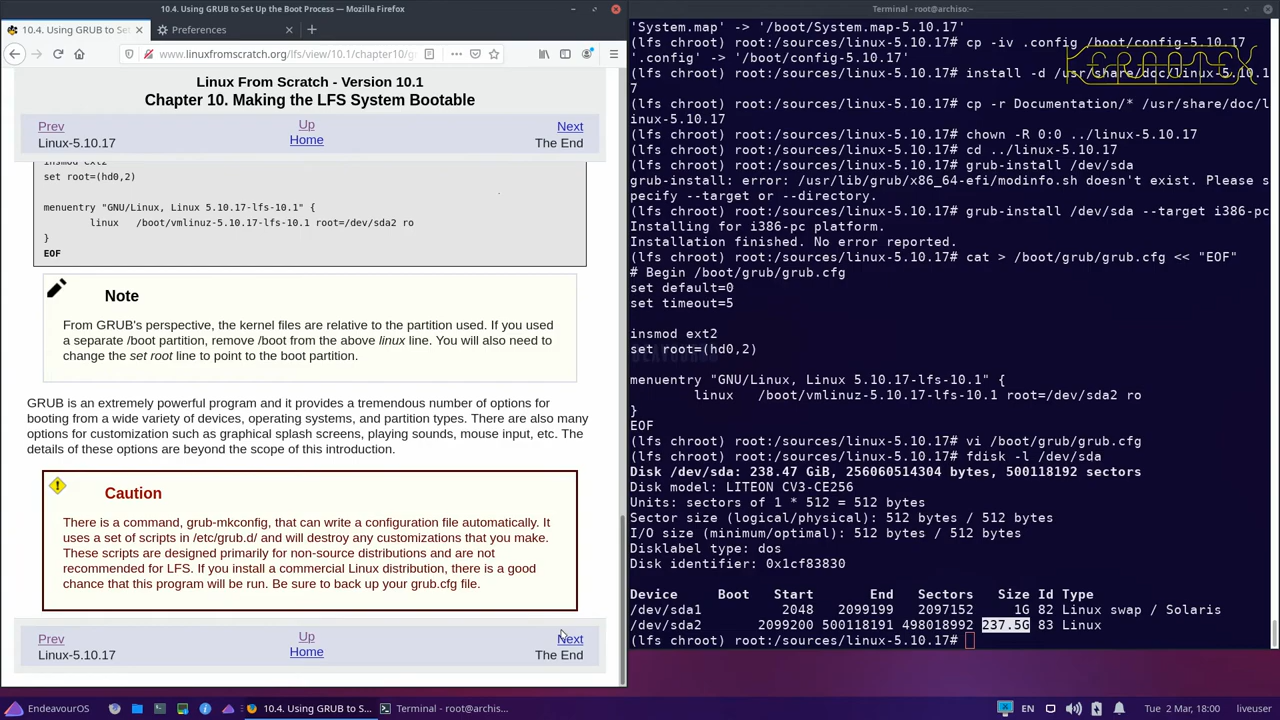 10.4. Using GRUB to Set Up the Boot Process - Mozilla Firefox
10.4. Using GRUB to Set
Preferences
www.linuxfromscratch.org/lfs/view/10.1/chapter10/gr
Linux From Scratch - Version 10.1
Chapter 10. Making the LFS System Bootable
Prev
Up
Next
Linux-5.10.17
Home
The End
insmod ext2
set root=(hd0,2)
menuentry "GNU/Linux, Linux 5.10.17-lfs-10.1" {
linux /boot/vmlinuz-5.10.17-lfs-10.1 root=/dev/sda2 ro
}
EOF
Note
From GRUB's perspective, the kernel files are relative to the partition used. If you
used a separate /boot partition, remove /boot from the above linux line. You will also need to
change the set root line to point to the boot partition.
GRUB is an extremely powerful program and it provides a tremendous number of options for
booting from a wide variety of devices, operating systems, and partition types. There are also many
options for customization such as graphical splash screens, playing sounds, mouse input, etc. The
details of these options are beyond the scope of this introduction.
Caution
There is a command, grub-mkconfig, that can write a configuration file automatically. It
uses a set of scripts in /etc/grub.d/ and will destroy any customizations that you make.
These scripts are designed primarily for non-source distributions and are not
recommended for LFS. If you install a commercial Linux distribution, there is a good
chance that this program will be run. Be sure to back up your grub.cfg file.
Prev
Up
Next
Linux-5.10.17
Home
The End
Terminal - root@archiso:~
'System.map' -> '/boot/System.map-5.10.17'
(lfs chroot) root:/sources/linux-5.10.17# cp -iv .config /boot/config-5.10.17
'.config' -> '/boot/config-5.10.17'
(lfs chroot) root:/sources/linux-5.10.17# install -d /usr/share/doc/linux-5.10.1
7
(lfs chroot) root:/sources/linux-5.10.17# cp -r Documentation/* /usr/share/doc/l
inux-5.10.17
(lfs chroot) root:/sources/linux-5.10.17# chown -R 0:0 ../linux-5.10.17
(lfs chroot) root:/sources/linux-5.10.17# cd ../linux-5.10.17
(lfs chroot) root:/sources/linux-5.10.17# grub-install /dev/sda
grub-install: error: /usr/lib/grub/x86_64-efi/modinfo.sh doesn't exist. Please s
pecify --target or --directory.
(lfs chroot) root:/sources/linux-5.10.17# grub-install /dev/sda --target i386-pc
Installing for i386-pc platform.
Installation finished. No error reported.
(lfs chroot) root:/sources/linux-5.10.17# cat > /boot/grub/grub.cfg << "EOF"
# Begin /boot/grub/grub.cfg
set default=0
set timeout=5
insmod ext2
set root=(hd0,2)
menuentry "GNU/Linux, Linux 5.10.17-lfs-10.1" {
linux /boot/vmlinuz-5.10.17-lfs-10.1 root=/dev/sda2 ro
}
EOF
(lfs chroot) root:/sources/linux-5.10.17# vi /boot/grub/grub.cfg
(lfs chroot) root:/sources/linux-5.10.17# fdisk -l /dev/sda
Disk /dev/sda: 238.47 GiB, 256060514304 bytes, 500118192 sectors
Disk model: LITEON CV3-CE256
Units: sectors of 1 * 512 = 512 bytes
Sector size (logical/physical): 512 bytes / 512 bytes
I/O size (minimum/optimal): 512 bytes / 512 bytes
Disklabel type: dos
Disk identifier: 0x1cf83830
Device Boot Start End Sectors Size Id Type
/dev/sda1 2048 2099199 2097152 1G 82 Linux swap / Solaris
/dev/sda2 2099200 500118191 498018992 237.5G 83 Linux
(lfs chroot) root:/sources/linux-5.10.17#
EndeavourOS
10.4. Using GRUB to S...
Terminal - root@archis...
EN
Tue 2 Mar, 18:00
liveuser